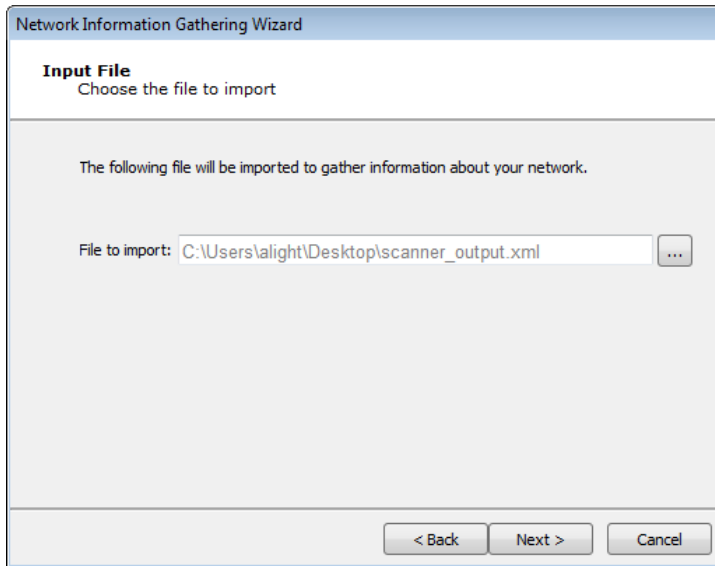 Network Information Gathering Wizard
Input File
Choose the file to import
The following file will be imported to gather information about your network.
File to import: C:\Users\alight\Desktop\scanner_output.xml ...
< Back Next > Cancel